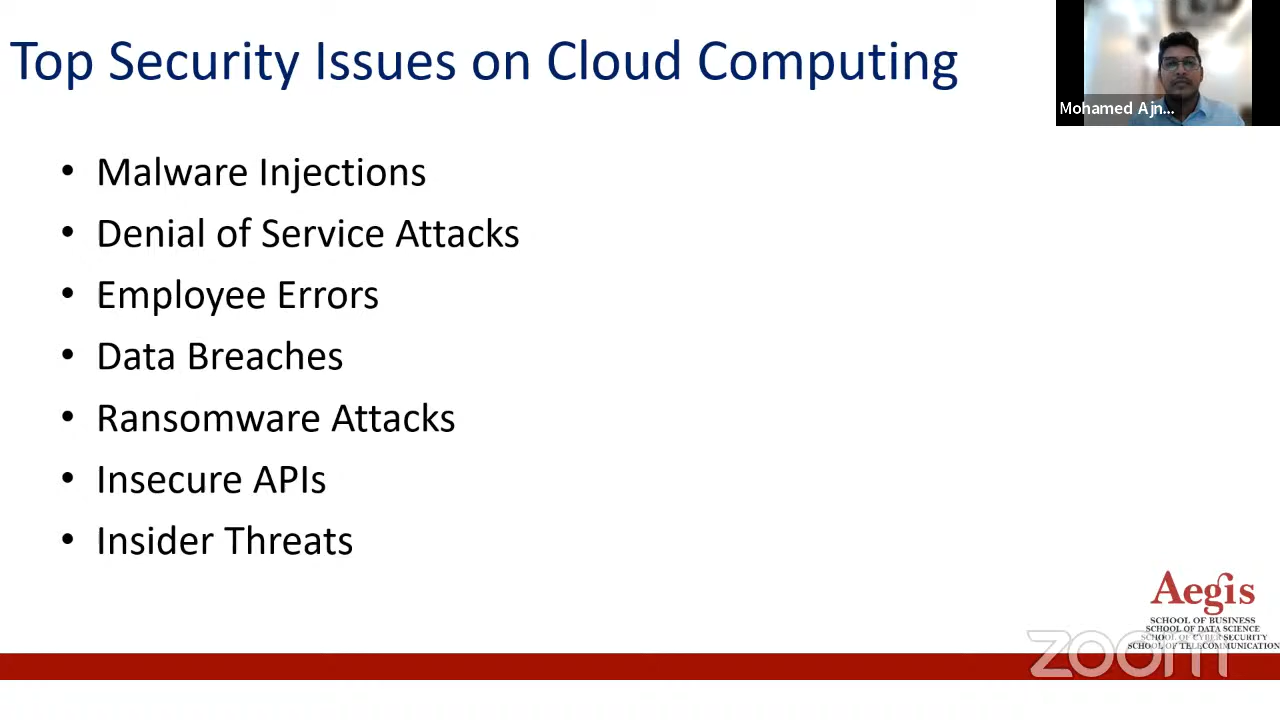 Top Security Issues on Cloud Computing
Mohamed Ajn...
• Malware Injections
• Denial of Service Attacks
• Employee Errors
• Data Breaches
• Ransomware Attacks
• Insecure APIs
• Insider Threats
Aegis
SCHOOL OF BUSINESS
SCHOOL OF DATA SCIENCE
SCHOOL OF CYBER SECURITY
SCHOOL OF TELECOMMUNICATION
zoom